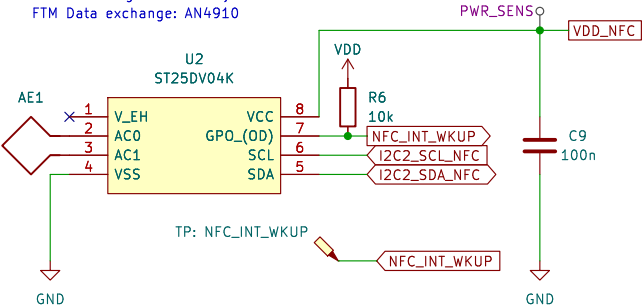 FTM Data exchange: AN4910
PWR_SENS
VDD_NFC
U2
ST25DV04K
VDD
AE1
R6
10k
1 V_EH VCC 8
2 AC0 GPO_(OD) 7 NFC_INT_WKUP
3 AC1 SCL 6 I2C2_SCL_NFC
4 VSS SDA 5 I2C2_SDA_NFC
C9
100n
TP: NFC_INT_WKUP
NFC_INT_WKUP
GND
GND